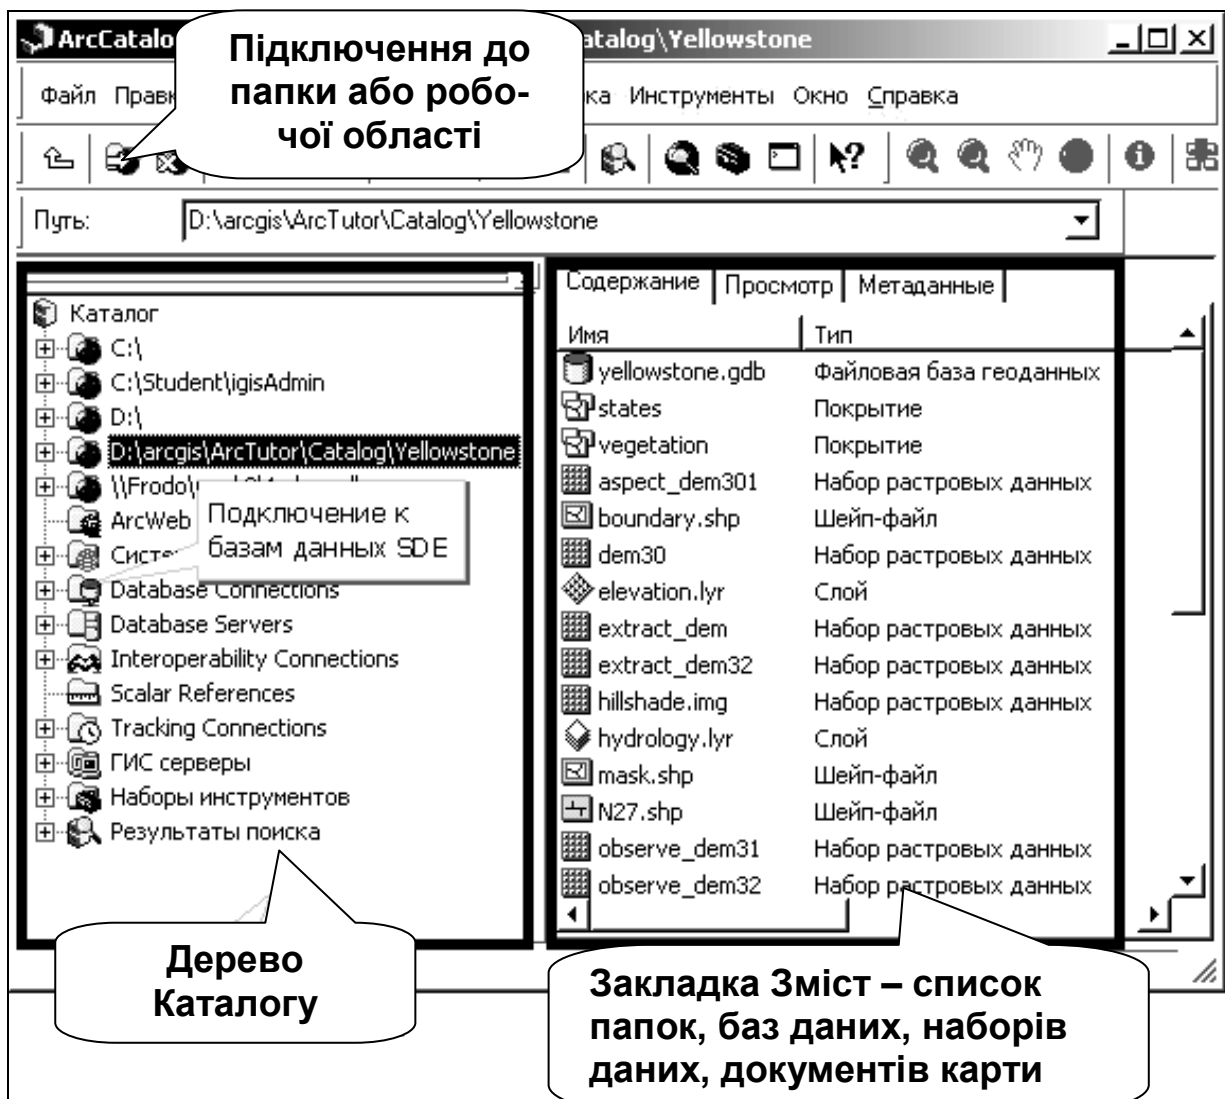 ArcCatalo
atalog\Yellowstone
Підключення до
папки або робо-
чої області
Файл Правк
ка Инструменты Окно Справка
Путь: D:\arcgis\ArcTutor\Catalog\Yellowstone
Каталог
C:\
C:\Student\igisAdmin
D:\
D:\arcgis\ArcTutor\Catalog\Yellowstone
\\Frodo\
ArcWeb
Систе
Подключение к
базам данных SDE
Database Connections
Database Servers
Interoperability Connections
Scalar References
Tracking Connections
ГИС серверы
Наборы инструментов
Результаты поиска
Дерево
Каталогу
Содержание Просмотр Метаданные
Имя Тип
yellowstone.gdb Файловая база геоданных
states Покрытие
vegetation Покрытие
aspect_dem301 Набор растровых данных
boundary.shp Шейп-файл
dem30 Набор растровых данных
elevation.lyr Слой
extract_dem Набор растровых данных
extract_dem32 Набор растровых данных
hillshade.img Набор растровых данных
hydrology.lyr Слой
mask.shp Шейп-файл
N27.shp Шейп-файл
observe_dem31 Набор растровых данных
observe_dem32 Набор растровых данных
Закладка Зміст – список
папок, баз даних, наборів
даних, документів карти